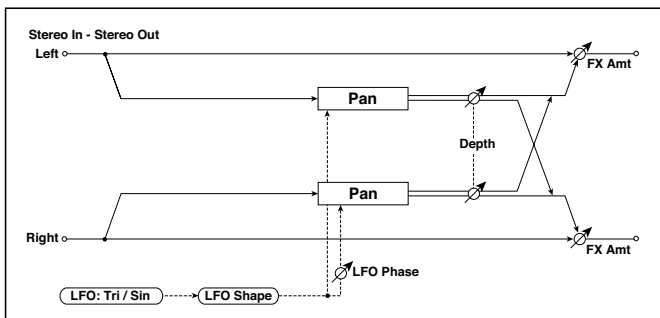 Stereo In - Stereo Out
Left
FX Amt
Pan
Depth
Pan
Right
FX Amt
LFO Phase
LFO: Tri / Sin
LFO Shape